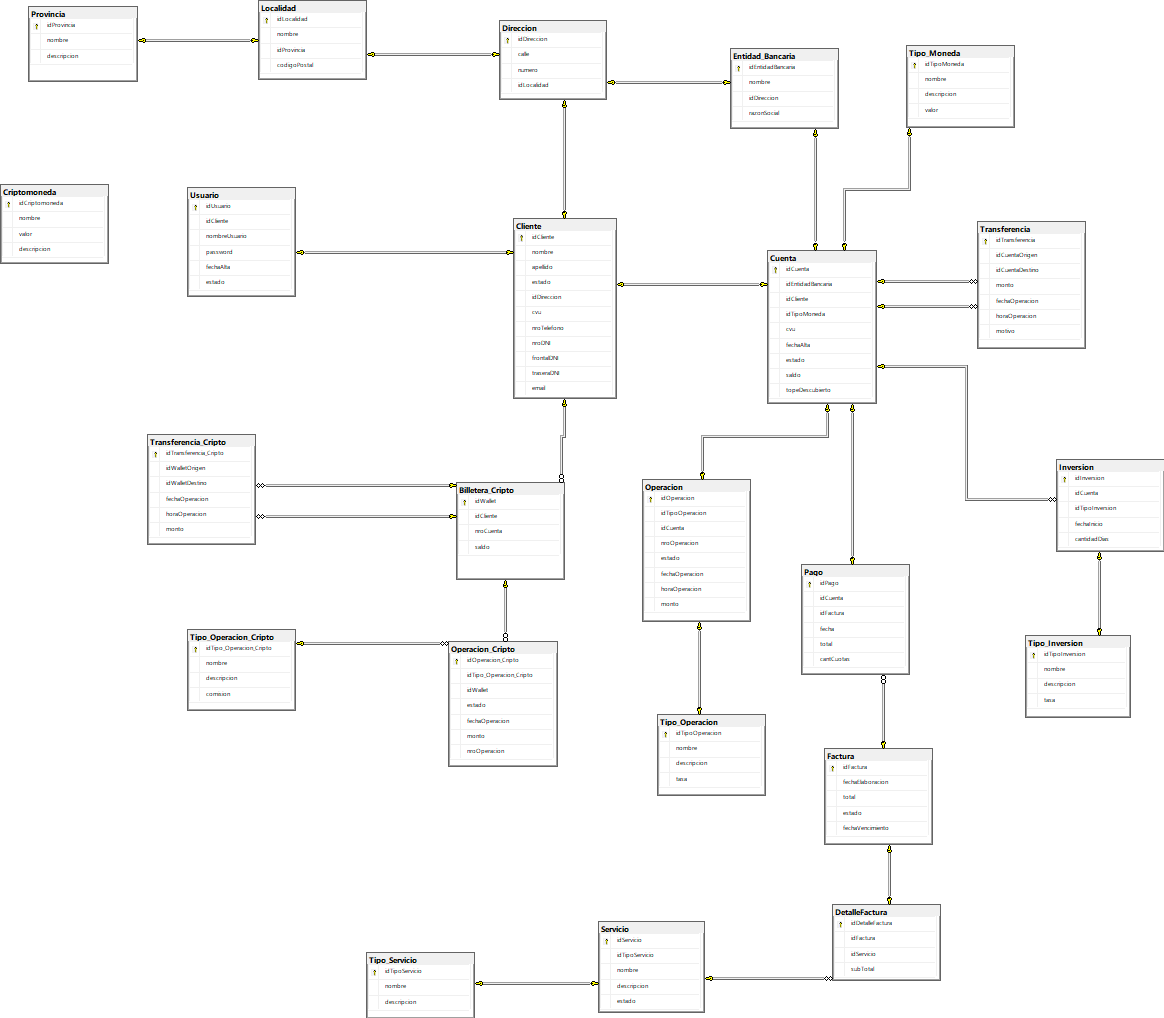 Provincia
idProvincia
nombre
descripcion
Localidad
idLocalidad
nombre
idProvincia
codigoPostal
Direccion
idDireccion
calle
numero
idLocalidad
Entidad_Bancaria
idEntidadBancaria
nombre
idDireccion
razonSocial
Tipo_Moneda
idTipoMoneda
nombre
descripcion
valor
Criptomoneda
idCriptomoneda
nombre
valor
descripcion
Usuario
idUsuario
idCliente
nombreUsuario
password
fechaAlta
estado
Cliente
idCliente
nombre
apellido
estado
idDireccion
cvu
nroTelefono
nroDNI
frontalDNI
traseraDNI
email
Cuenta
idCuenta
idEntidadBancaria
idCliente
idTipoMoneda
cvu
fechaAlta
estado
saldo
topeDescubierto
Transferencia
idTransferencia
idCuentaOrigen
idCuentaDestino
monto
fechaOperacion
horaOperacion
motivo
Transferencia_Cripto
idTransferencia_Cripto
idWalletOrigen
idWalletDestino
fechaOperacion
horaOperacion
monto
Billetera_Cripto
idWallet
idCliente
nroCuenta
saldo
Operacion
idOperacion
idTipoOperacion
idCuenta
nroOperacion
estado
fechaOperacion
horaOperacion
monto
Inversion
idInversion
idCuenta
idTipoInversion
fechaInicio
cantidadDias
Pago
idPago
idCuenta
idFactura
fecha
total
cantCuotas
Tipo_Operacion_Cripto
idTipo_Operacion_Cripto
nombre
descripcion
comision
Operacion_Cripto
idOperacion_Cripto
idTipo_Operacion_Cripto
idWallet
estado
fechaOperacion
monto
nroOperacion
Tipo_Inversion
idTipoInversion
nombre
descripcion
tasa
Tipo_Operacion
idTipoOperacion
nombre
descripcion
tasa
Factura
idFactura
fechaElaboracion
total
estado
fechaVencimiento
DetalleFactura
idDetalleFactura
idFactura
idServicio
subTotal
Servicio
idServicio
idTipoServicio
nombre
descripcion
estado
Tipo_Servicio
idTipoServicio
nombre
descripcion